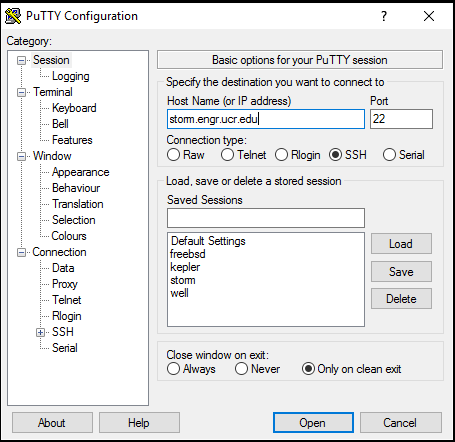 PuTTY Configuration
?
Category:
Session
Logging
Terminal
Keyboard
Bell
Features
Window
Appearance
Behaviour
Translation
Selection
Colours
Connection
Data
Proxy
Telnet
Rlogin
SSH
Serial
Basic options for your PuTTY session
Specify the destination you want to connect to
Host Name (or IP address) Port
storm.engr.ucr.edu 22
Connection type:
Raw Telnet Rlogin SSH Serial
Load, save or delete a stored session
Saved Sessions
Default Settings
freebsd
kepler
storm
well
Load
Save
Delete
Close window on exit:
Always Never Only on clean exit
About Help Open Cancel